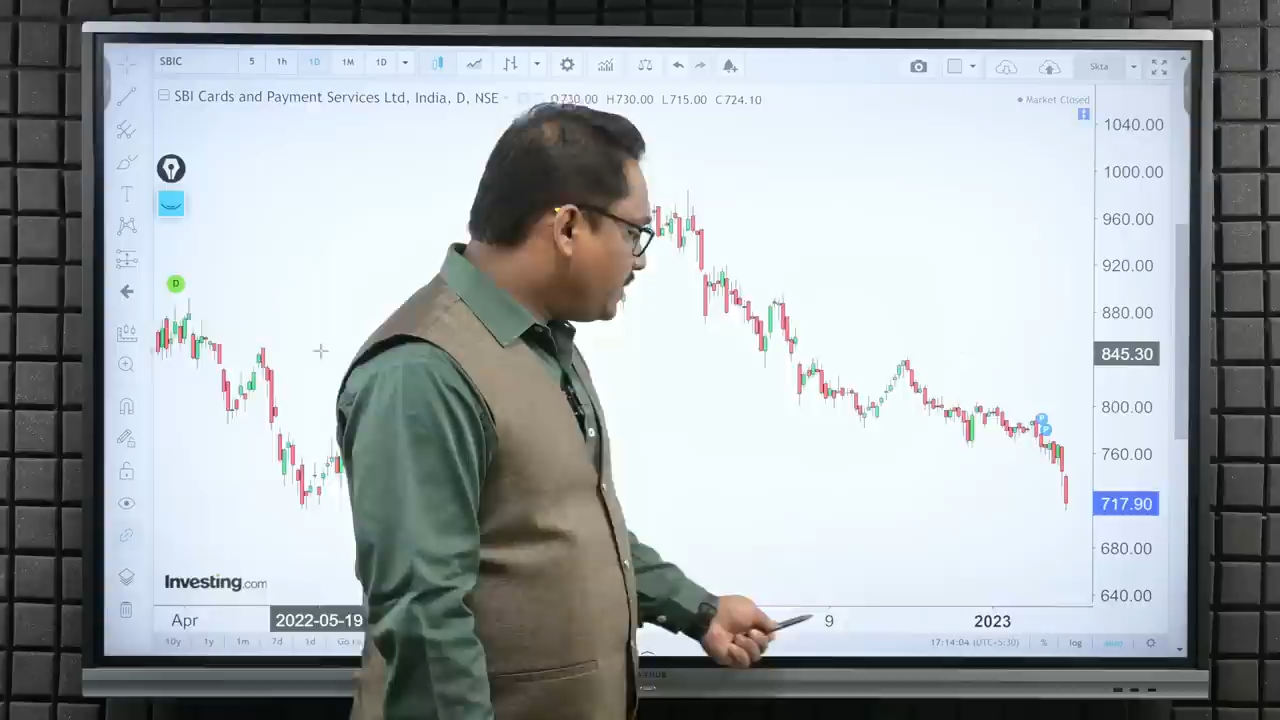 SBIC 5 1h 1D 1M 1D Skta
SBI Cards and Payment Services Ltd, India, D, NSE O730.00 H730.00 L715.00 C724.10
Market Closed
1040.00
1000.00
960.00
920.00
880.00
845.30
800.00
760.00
717.90
680.00
640.00
D
P
P
Investing.com
Apr 2022-05-19 9 2023
10y 1y 1m 7d 1d Go 17:14:04 (UTC+5:30) % log auto